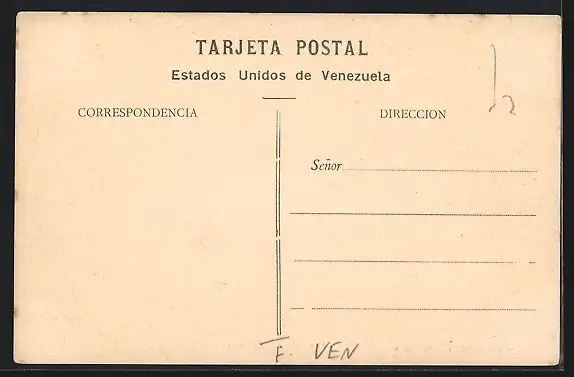 TARJETA POSTAL
Estados Unidos de Venezuela
CORRESPONDENCIA
DIRECCION
Señor
F. VEN